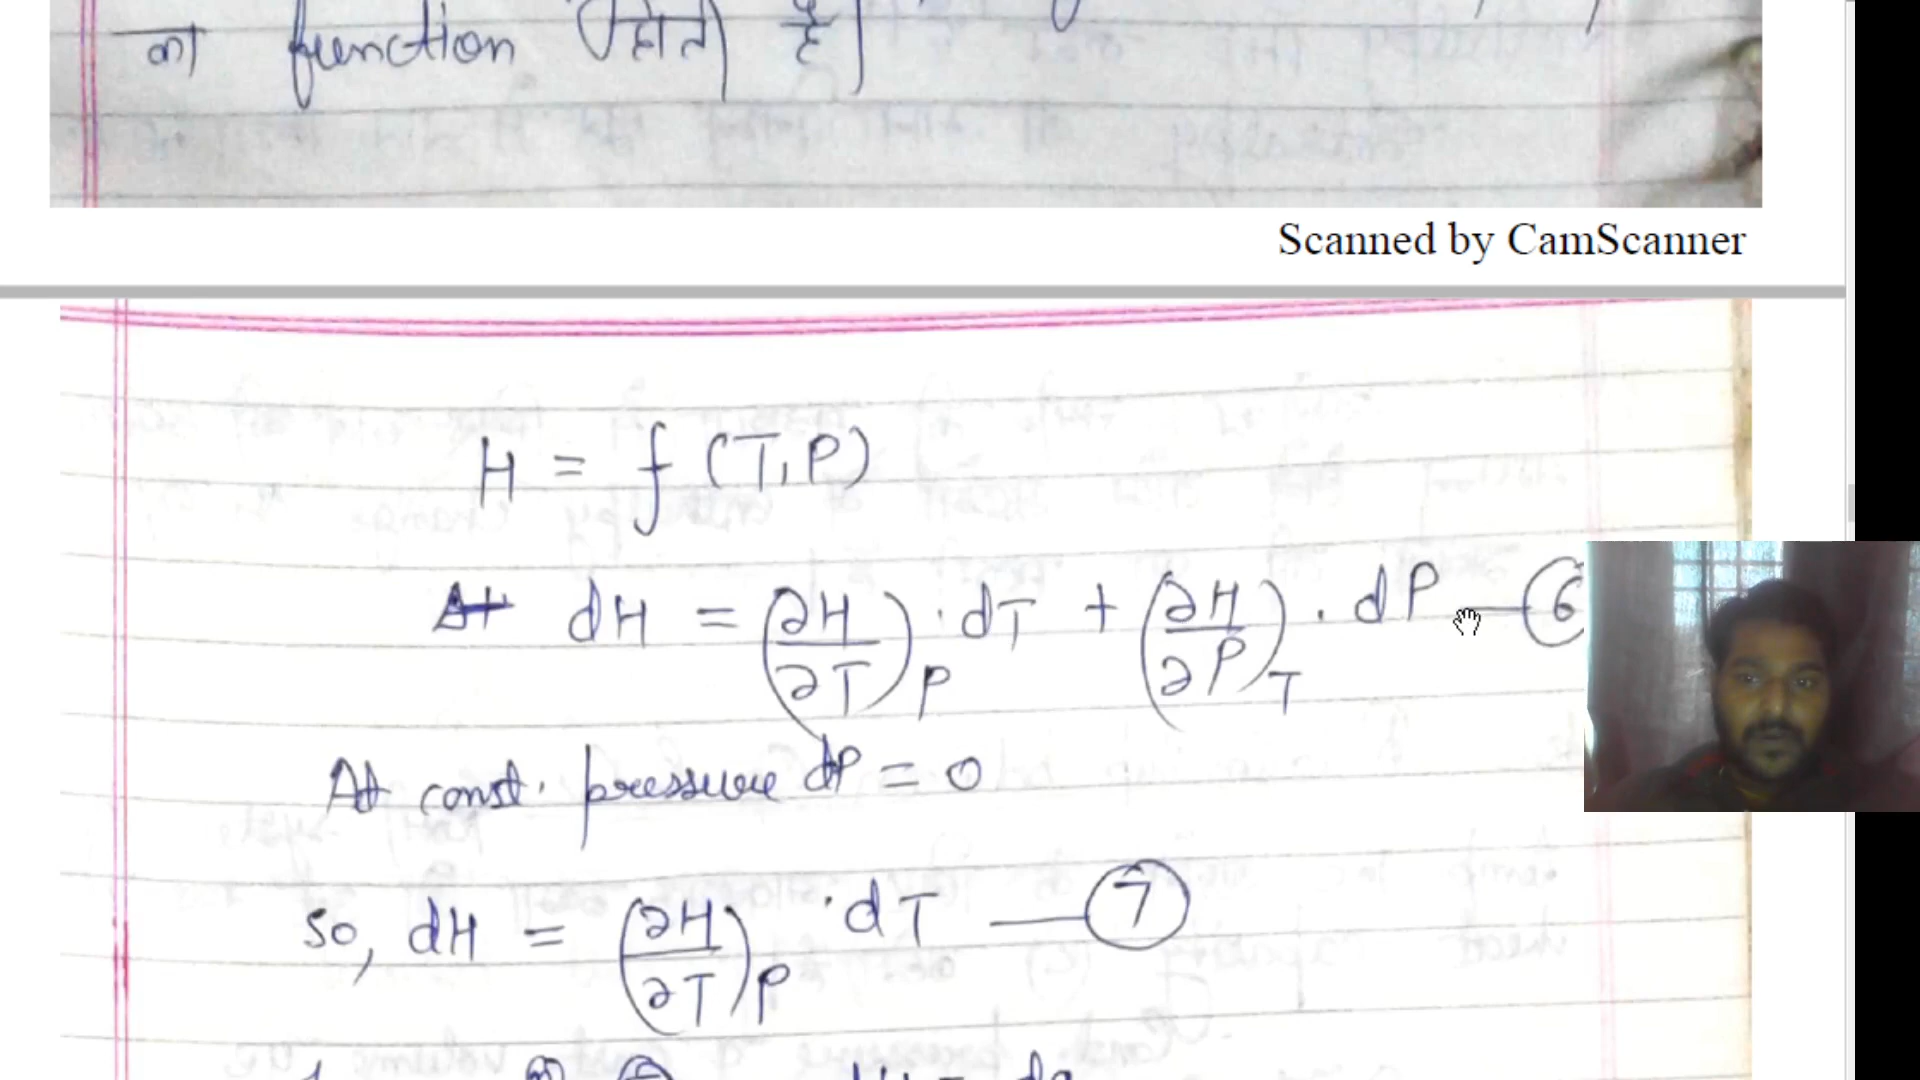 का function होती है।
Scanned by CamScanner
H = f (T, P)
dH = (∂H/∂T)P · dT + (∂H/∂P)T · dP — 6
At const. pressure dP = 0
so, dH = (∂H/∂T)P · dT — 7